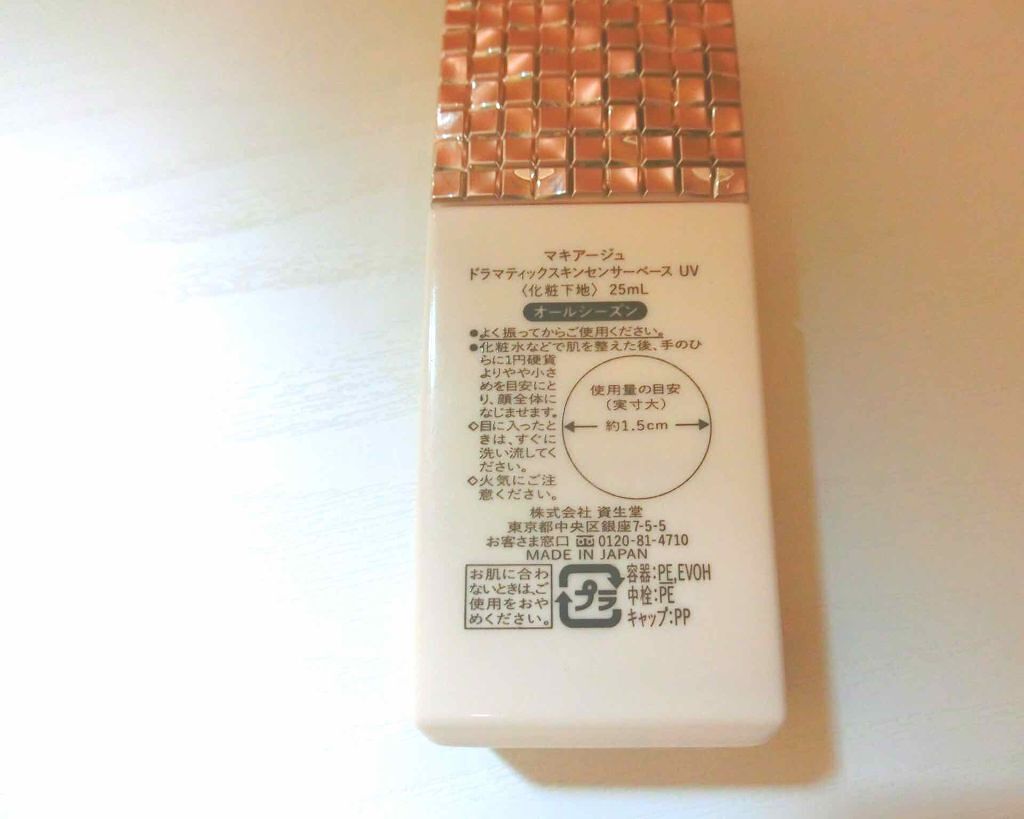 マキアージュ
ドラマティックスキンセンサーベース UV
〈化粧下地〉 25mL
オールシーズン
●よく振ってからご使用ください。
●化粧水などで肌を整えた後、手のひ
らに1円硬貨
よりやや小さ
めを目安にと
り、顔全体に
なじませます。
◇目に入ったと
きは、すぐに
洗い流してく
ださい。
◇火気にご注
意ください。
使用量の目安
(実寸大)
約1.5cm
株式会社 資生堂
東京都中央区銀座7-5-5
お客さま窓口 0120-81-4710
MADE IN JAPAN
お肌に合わ
ないときは、ご
使用をおや
めください。
プラ
容器:PE,EVOH
中栓:PE
キャップ:PP